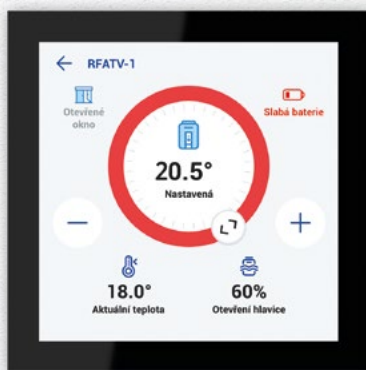 RFATV-1
Otevřené
okno
Slabá baterie
20.5°
Nastavená
18.0°
Aktuální teplota
60%
Otevření hlavice